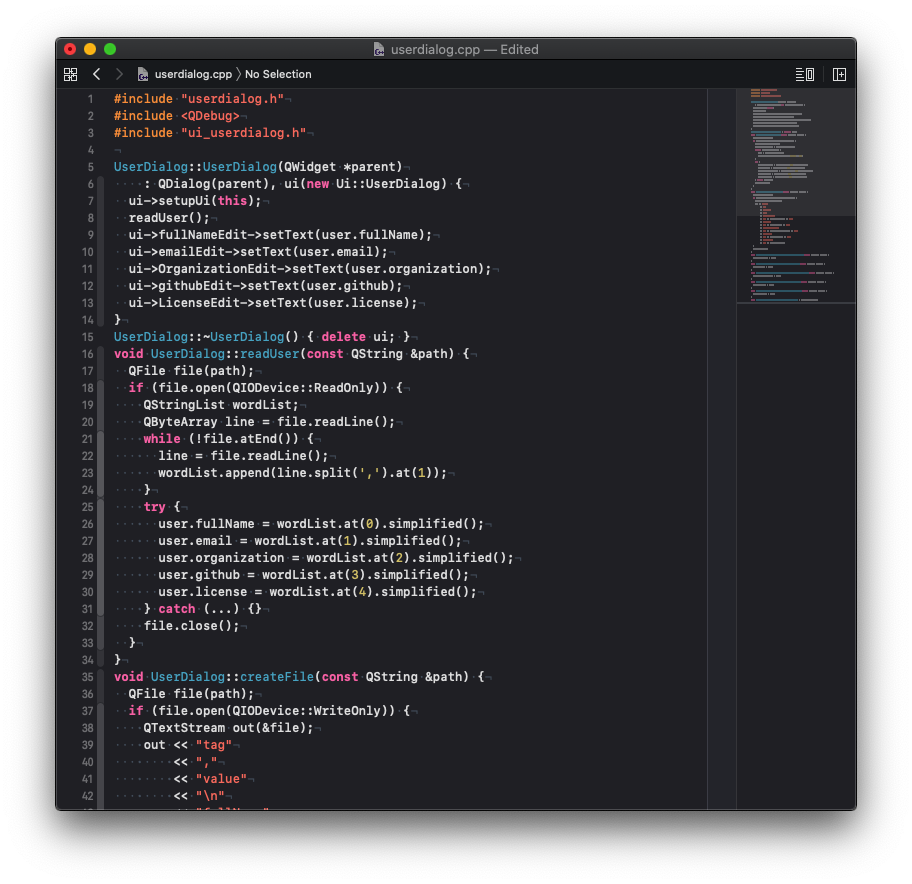 userdialog.cpp — Edited
userdialog.cpp 〉 No Selection
1 #include "userdialog.h"
2 #include <QDebug>
3 #include "ui_userdialog.h"
4
5 UserDialog::UserDialog(QWidget *parent)
6     : QDialog(parent), ui(new Ui::UserDialog) {
7   ui->setupUi(this);
8   readUser();
9   ui->fullNameEdit->setText(user.fullName);
10   ui->emailEdit->setText(user.email);
11   ui->OrganizationEdit->setText(user.organization);
12   ui->githubEdit->setText(user.github);
13   ui->LicenseEdit->setText(user.license);
14 }
15 UserDialog::~UserDialog() { delete ui; }
16 void UserDialog::readUser(const QString &path) {
17   QFile file(path);
18   if (file.open(QIODevice::ReadOnly)) {
19     QStringList wordList;
20     QByteArray line = file.readLine();
21     while (!file.atEnd()) {
22       line = file.readLine();
23       wordList.append(line.split(',').at(1));
24     }
25     try {
26       user.fullName = wordList.at(0).simplified();
27       user.email = wordList.at(1).simplified();
28       user.organization = wordList.at(2).simplified();
29       user.github = wordList.at(3).simplified();
30       user.license = wordList.at(4).simplified();
31     } catch (...) {}
32     file.close();
33   }
34 }
35 void UserDialog::createFile(const QString &path) {
36   QFile file(path);
37   if (file.open(QIODevice::WriteOnly)) {
38     QTextStream out(&file);
39     out << "tag"
40         << ","
41         << "value"
42         << "\n"